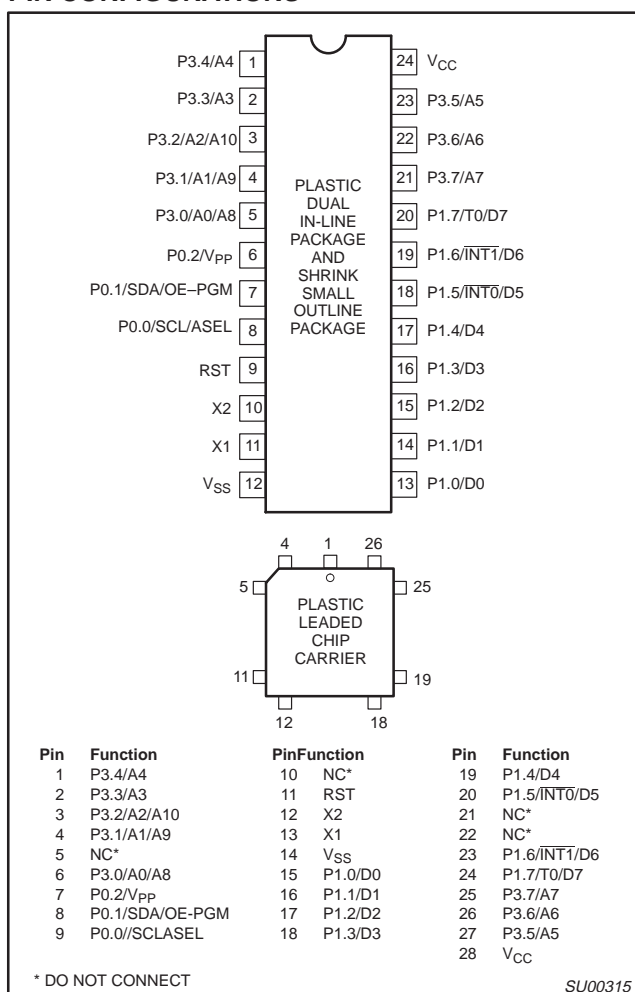 P3.4/A4 1 24 VCC
P3.3/A3 2 23 P3.5/A5
P3.2/A2/A10 3 22 P3.6/A6
P3.1/A1/A9 4 21 P3.7/A7
P3.0/A0/A8 5 20 P1.7/T0/D7
P0.2/VPP 6 19 P1.6/INT1/D6
P0.1/SDA/OE–PGM 7 18 P1.5/INT0/D5
P0.0/SCL/ASEL 8 17 P1.4/D4
RST 9 16 P1.3/D3
X2 10 15 P1.2/D2
X1 11 14 P1.1/D1
VSS 12 13 P1.0/D0
PLASTIC
DUAL
IN-LINE
PACKAGE
AND
SHRINK
SMALL
OUTLINE
PACKAGE
4 1 26
5 25
PLASTIC
LEADED
CHIP
CARRIER
11 19
12 18
Pin Function PinFunction Pin Function
1 P3.4/A4 10 NC* 19 P1.4/D4
2 P3.3/A3 11 RST 20 P1.5/INT0/D5
3 P3.2/A2/A10 12 X2 21 NC*
4 P3.1/A1/A9 13 X1 22 NC*
5 NC* 14 VSS 23 P1.6/INT1/D6
6 P3.0/A0/A8 15 P1.0/D0 24 P1.7/T0/D7
7 P0.2/VPP 16 P1.1/D1 25 P3.7/A7
8 P0.1/SDA/OE-PGM 17 P1.2/D2 26 P3.6/A6
9 P0.0//SCLASEL 18 P1.3/D3 27 P3.5/A5
28 VCC
* DO NOT CONNECT
SU00315